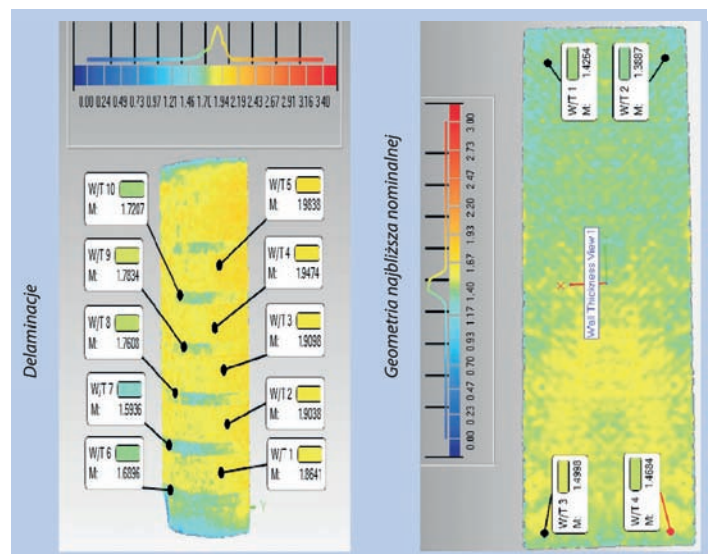 Delaminacje
0.00 0.24 0.49 0.73 0.97 1.21 1.46 1.70 1.94 2.19 2.43 2.67 2.91 3.16 3.40
W/T 10
M: 1.7207
W/T 9
M: 1.7834
W/T 8
M: 1.7608
W/T 7
M: 1.5936
W/T 6
M: 1.6896
W/T 5
M: 1.9838
W/T 4
M: 1.9474
W/T 3
M: 1.9098
W/T 2
M: 1.9038
W/T 1
M: 1.8641
Y
Geometria najbliższa nominalnej
0.00 0.23 0.47 0.70 0.93 1.17 1.40 1.67 1.93 2.20 2.47 2.73 3.00
W/T 1
M: 1.4264
W/T 2
M: 1.3887
Wall Thickness View 1
W/T 3
M: 1.4998
W/T 4
M: 1.4684